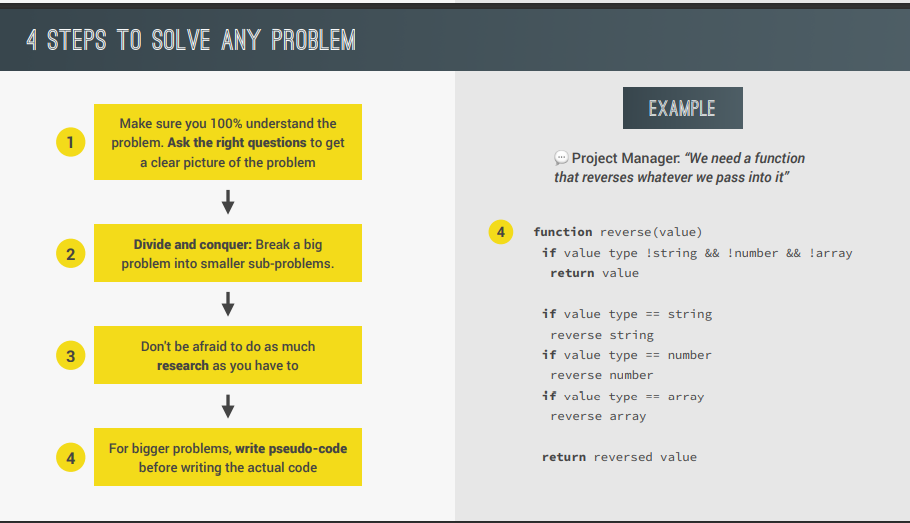 4 STEPS TO SOLVE ANY PROBLEM
1
Make sure you 100% understand the
problem. Ask the right questions to get
a clear picture of the problem
2
Divide and conquer: Break a big
problem into smaller sub-problems.
3
Don't be afraid to do as much
research as you have to
4
For bigger problems, write pseudo-code
before writing the actual code
EXAMPLE
Project Manager: “We need a function
that reverses whatever we pass into it”
4
function reverse(value)
if value type !string && !number && !array
return value
if value type == string
reverse string
if value type == number
reverse number
if value type == array
reverse array
return reversed value